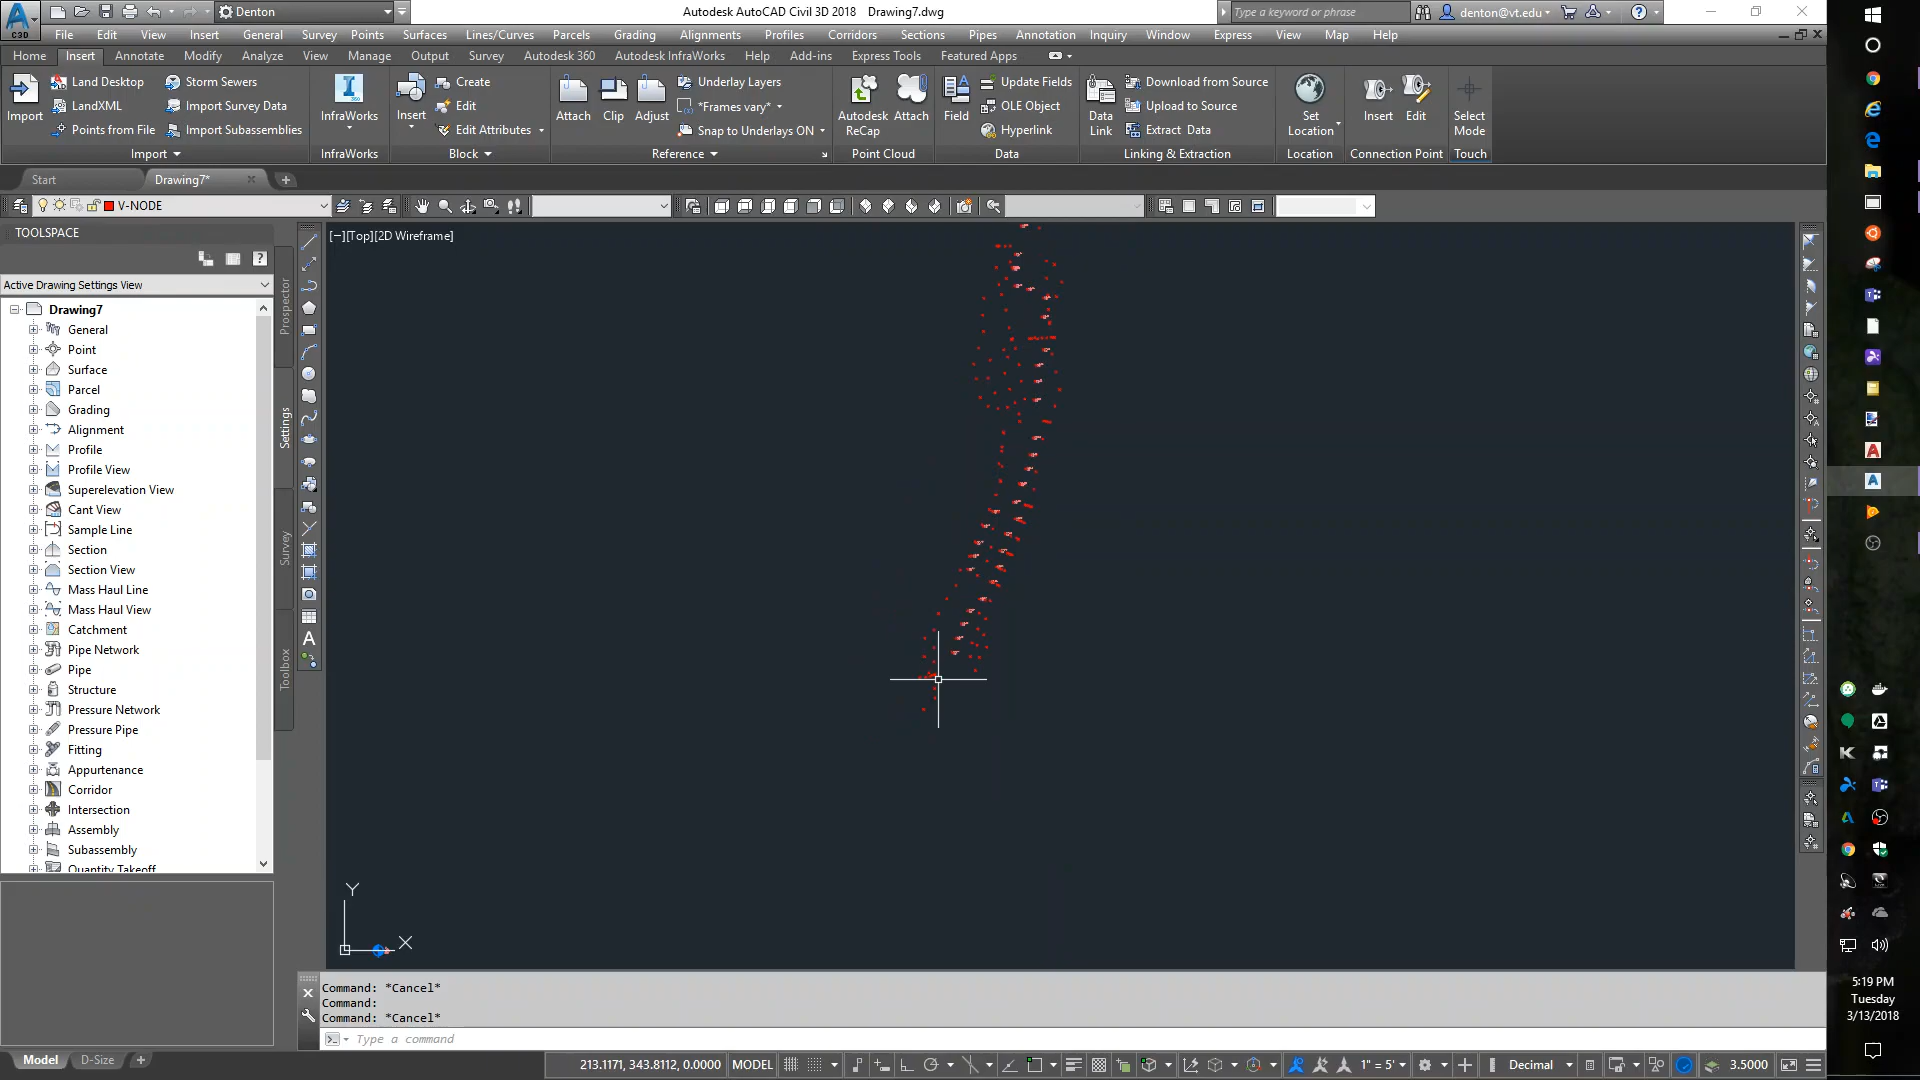 Denton
Autodesk AutoCAD Civil 3D 2018 Drawing7.dwg
Type a keyword or phrase
denton@vt.edu
C3D
File Edit View Insert General Survey Points Surfaces Lines/Curves Parcels Grading Alignments Profiles Corridors Sections Pipes Annotation Inquiry Window Express View Map Help
Home Insert Annotate Modify Analyze View Manage Output Survey Autodesk 360 Autodesk InfraWorks Help Add-ins Express Tools Featured Apps
Import
Land Desktop
LandXML
Points from File
Storm Sewers
Import Survey Data
Import Subassemblies
InfraWorks
Insert
Create
Edit
Edit Attributes
Attach
Clip
Adjust
Underlay Layers
*Frames vary*
Snap to Underlays ON
Autodesk ReCap
Attach
Field
Update Fields
OLE Object
Hyperlink
Data Link
Download from Source
Upload to Source
Extract Data
Set Location
Insert
Edit
Select Mode
Import InfraWorks Block Reference Point Cloud Data Linking & Extraction Location Connection Point Touch
Start
Drawing7*
V-NODE
TOOLSPACE
Active Drawing Settings View
[−][Top][2D Wireframe]
Drawing7
General
Point
Surface
Parcel
Grading
Alignment
Profile
Profile View
Superelevation View
Cant View
Sample Line
Section
Section View
Mass Haul Line
Mass Haul View
Catchment
Pipe Network
Pipe
Structure
Pressure Network
Pressure Pipe
Fitting
Appurtenance
Corridor
Intersection
Assembly
Subassembly
Quantity Takeoff
Prospector
Settings
Survey
Toolbox
Y
X
Command: *Cancel*
Command:
Command: *Cancel*
Type a command
Model
D-Size
213.1171, 343.8112, 0.0000
MODEL
1" = 5'
Decimal
3.5000
5:19 PM
Tuesday
3/13/2018